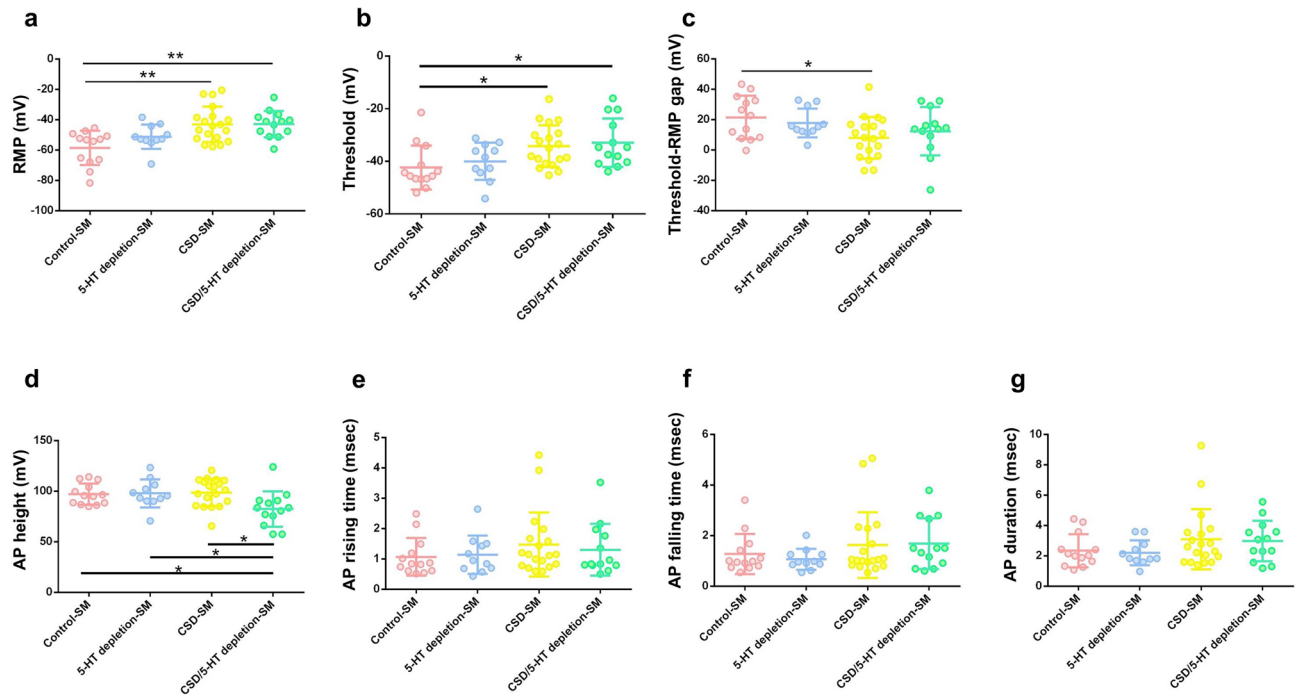 a
RMP (mV)
0
-20
-40
-60
-80
-100
**
**
Control-SM
5-HT depletion-SM
CSD-SM
CSD/5-HT depletion-SM
b
Threshold (mV)
0
-20
-40
-60
*
*
Control-SM
5-HT depletion-SM
CSD-SM
CSD/5-HT depletion-SM
c
Threshold-RMP gap (mV)
60
40
20
0
-20
-40
*
Control-SM
5-HT depletion-SM
CSD-SM
CSD/5-HT depletion-SM
d
AP height (mV)
150
100
50
0
*
*
*
Control-SM
5-HT depletion-SM
CSD-SM
CSD/5-HT depletion-SM
e
AP rising time (msec)
5
4
3
2
1
0
Control-SM
5-HT depletion-SM
CSD-SM
CSD/5-HT depletion-SM
f
AP falling time (msec)
6
4
2
0
Control-SM
5-HT depletion-SM
CSD-SM
CSD/5-HT depletion-SM
g
AP duration (msec)
10
8
6
4
2
0
Control-SM
5-HT depletion-SM
CSD-SM
CSD/5-HT depletion-SM